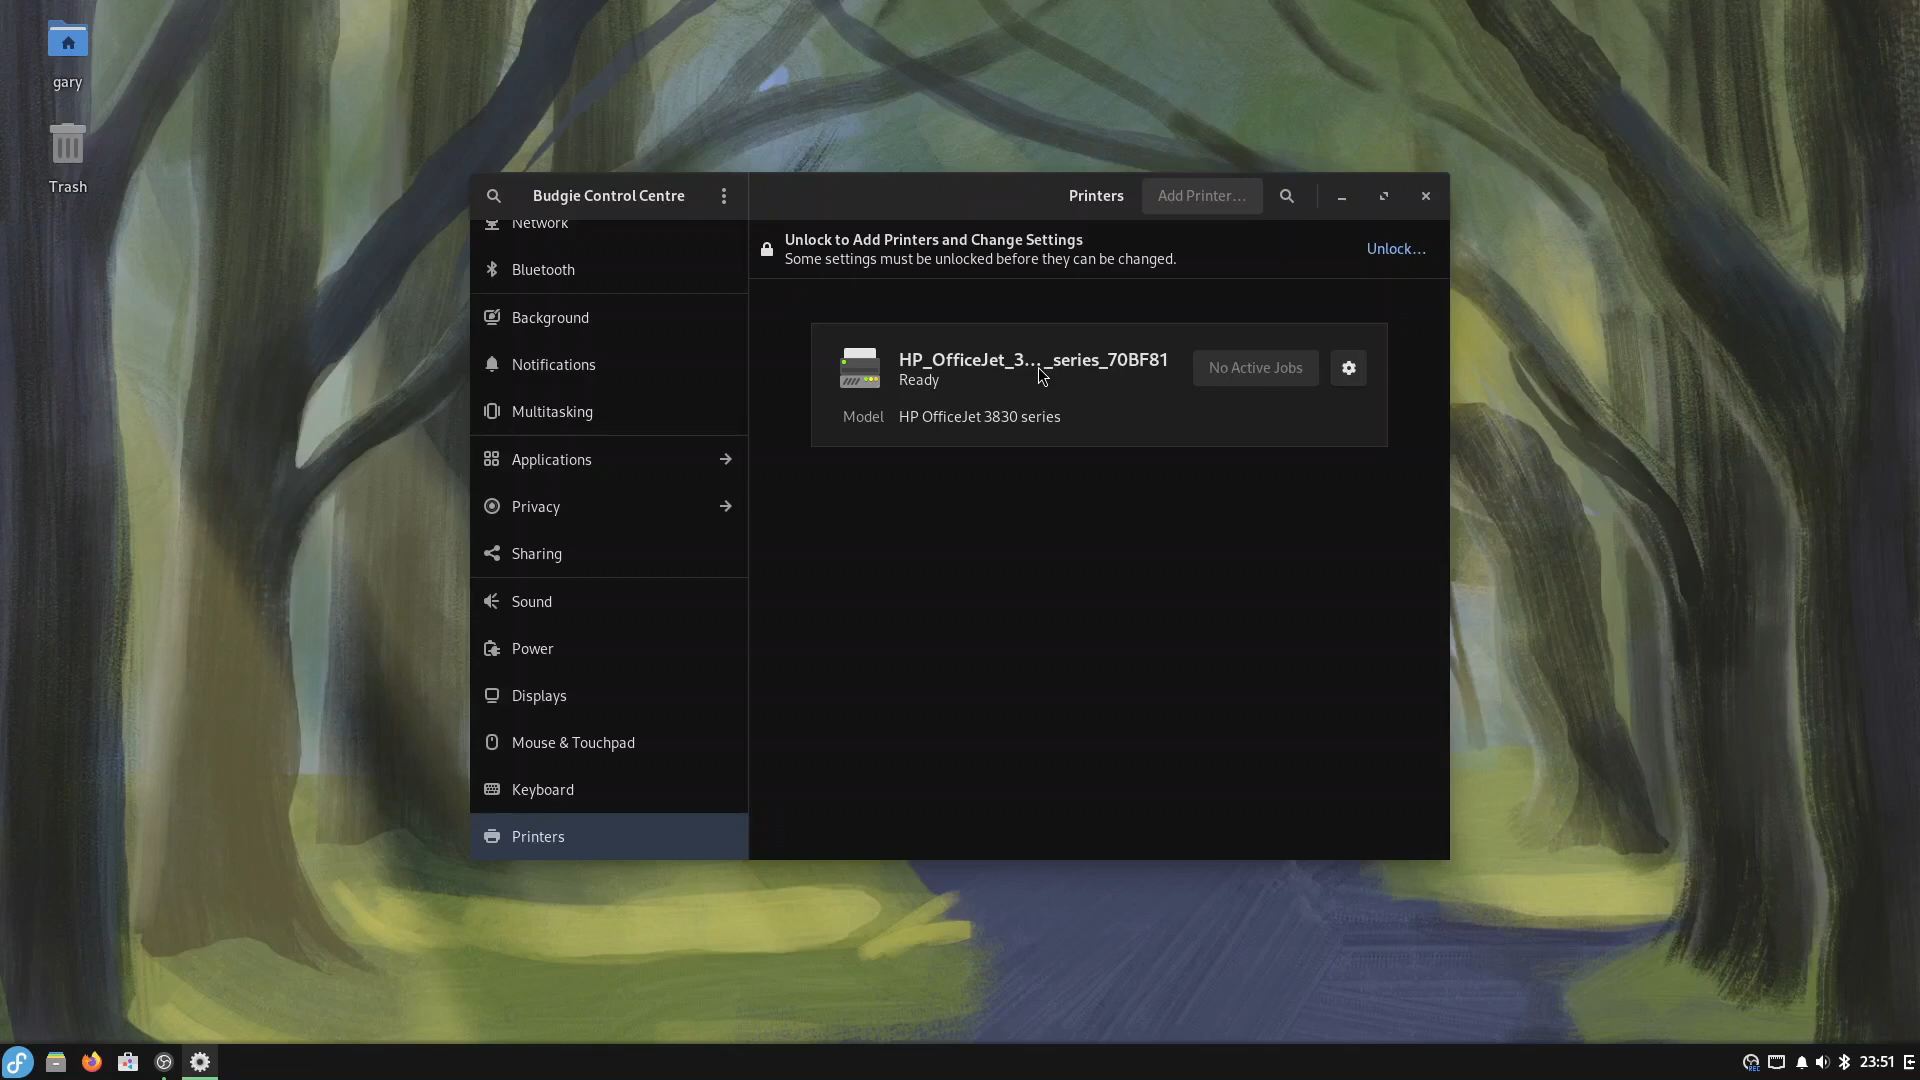 gary
Trash
Budgie Control Centre
Printers
Add Printer...
Network
Bluetooth
Background
Notifications
Multitasking
Applications
Privacy
Sharing
Sound
Power
Displays
Mouse & Touchpad
Keyboard
Printers
Unlock to Add Printers and Change Settings
Some settings must be unlocked before they can be changed.
Unlock...
HP_OfficeJet_3..._series_70BF81
Ready
No Active Jobs
Model HP OfficeJet 3830 series
REC
23:51